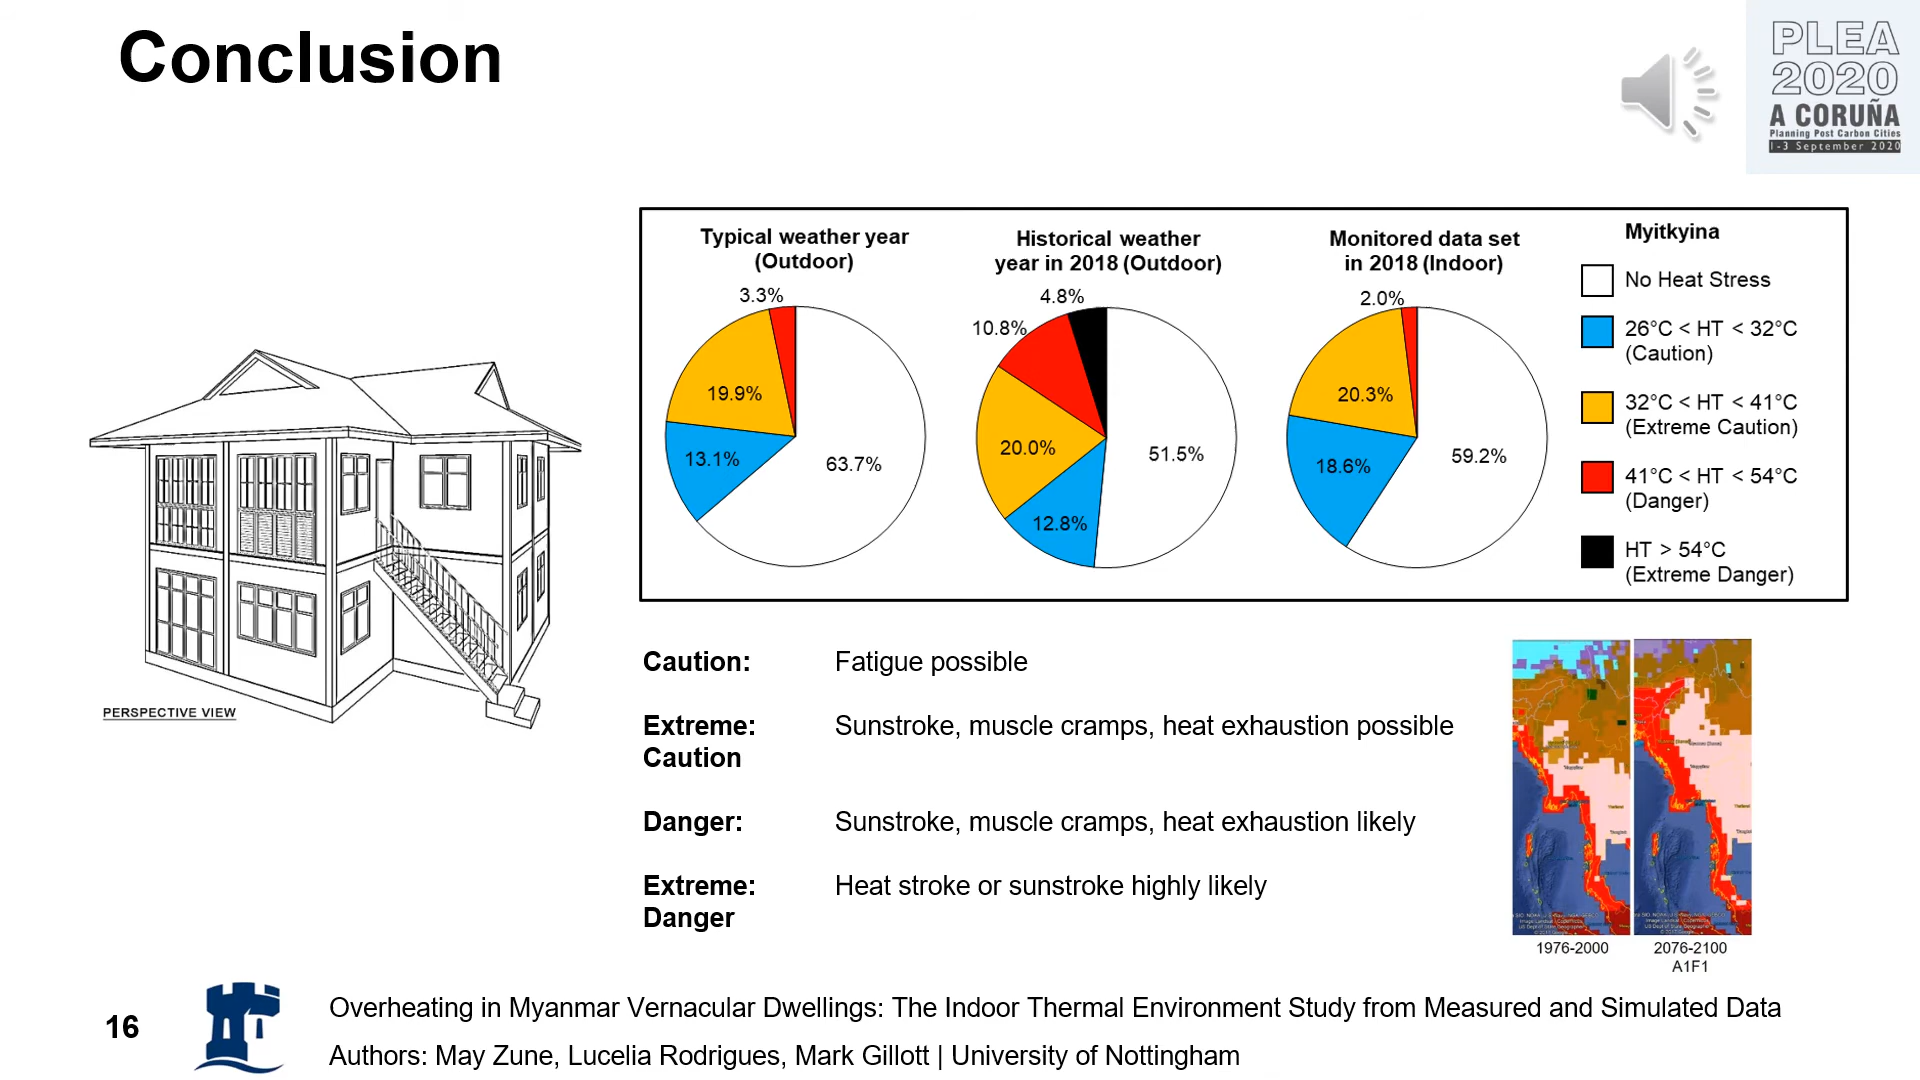 Conclusion
PLEA
2020
A CORUÑA
Planning Post Carbon Cities
1-3 September 2020
Typical weather year
(Outdoor)
3.3%
19.9%
13.1%
63.7%
Historical weather
year in 2018 (Outdoor)
4.8%
10.8%
20.0%
51.5%
12.8%
Monitored data set
in 2018 (Indoor)
2.0%
20.3%
18.6%
59.2%
Myitkyina
No Heat Stress
26°C < HT < 32°C
(Caution)
32°C < HT < 41°C
(Extreme Caution)
41°C < HT < 54°C
(Danger)
HT > 54°C
(Extreme Danger)
PERSPECTIVE VIEW
Caution: Fatigue possible
Extreme: Sunstroke, muscle cramps, heat exhaustion possible
Caution
Danger: Sunstroke, muscle cramps, heat exhaustion likely
Extreme: Heat stroke or sunstroke highly likely
Danger
1976-2000
2076-2100
A1F1
16
Overheating in Myanmar Vernacular Dwellings: The Indoor Thermal Environment Study from Measured and Simulated Data
Authors: May Zune, Lucelia Rodrigues, Mark Gillott | University of Nottingham